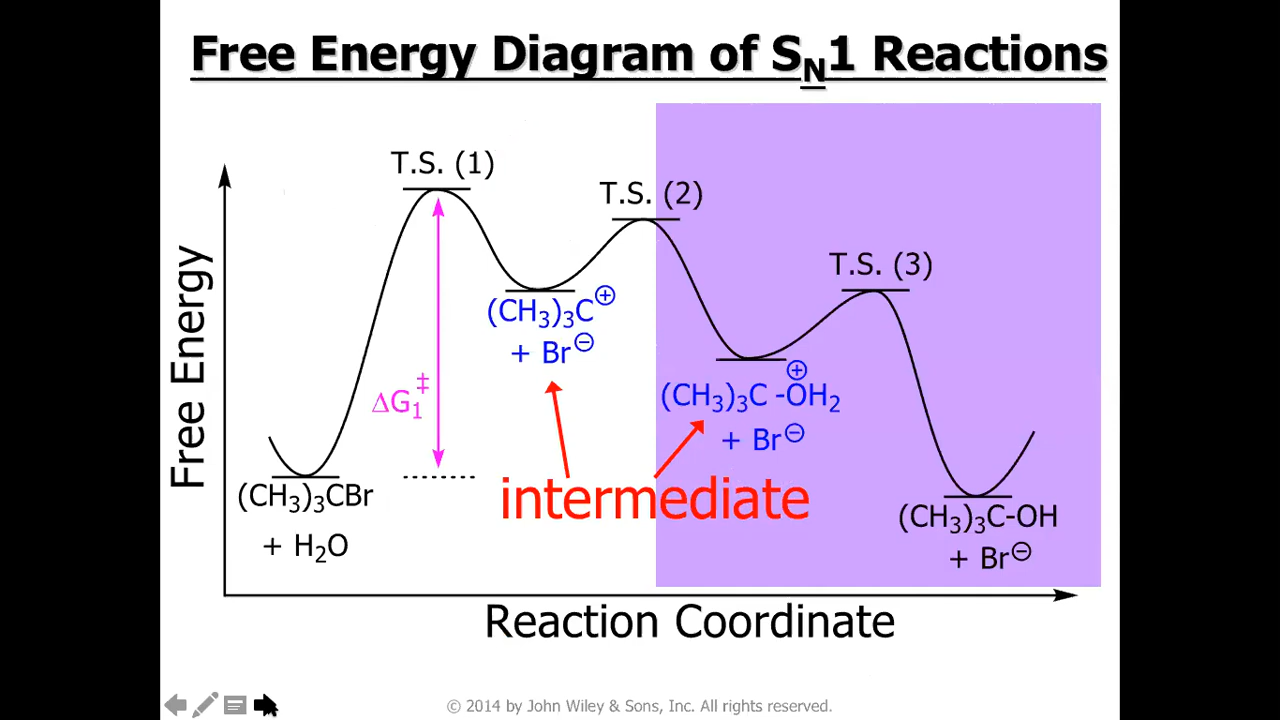 Free Energy Diagram of SN1 Reactions
T.S. (1)
T.S. (2)
T.S. (3)
Free Energy
ΔG₁‡
(CH₃)₃C⊕
+ Br⊖
(CH₃)₃C-O⊕H₂
+ Br⊖
intermediate
(CH₃)₃CBr
+ H₂O
(CH₃)₃C-OH
+ Br⊖
Reaction Coordinate
© 2014 by John Wiley & Sons, Inc. All rights reserved.